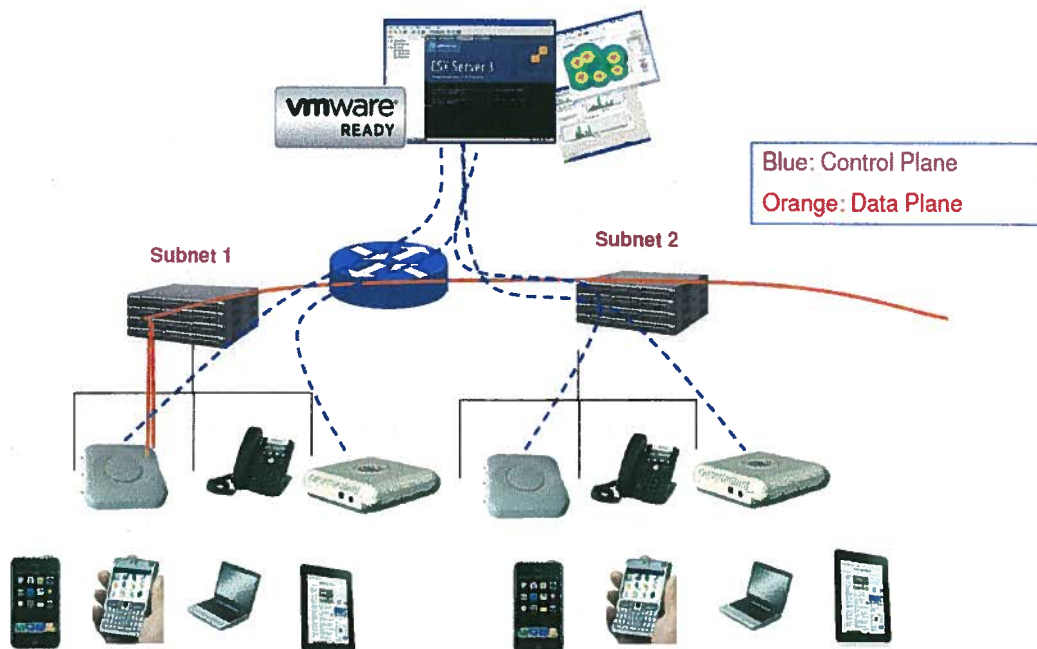 ESX Server 3
vmware
READY
Blue: Control Plane
Orange: Data Plane
Subnet 1
Subnet 2